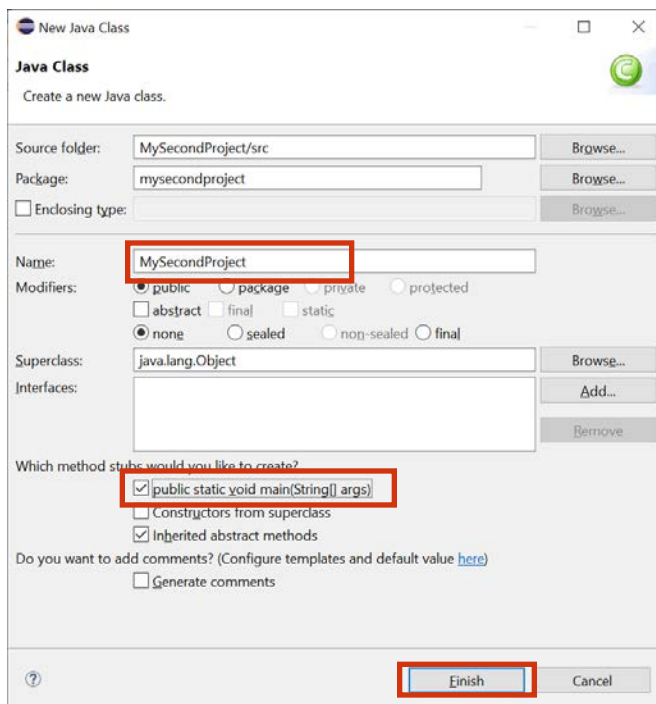 New Java Class
Java Class
Create a new Java class.
Source folder: MySecondProject/src Browse...
Package: mysecondproject Browse...
Enclosing type: Browse...
Name: MySecondProject
Modifiers: public package private protected
abstract final static
none sealed non-sealed final
Superclass: java.lang.Object Browse...
Interfaces: Add...
Remove
Which method stubs would you like to create?
public static void main(String[] args)
Constructors from superclass
Inherited abstract methods
Do you want to add comments? (Configure templates and default value here)
Generate comments
? Finish Cancel